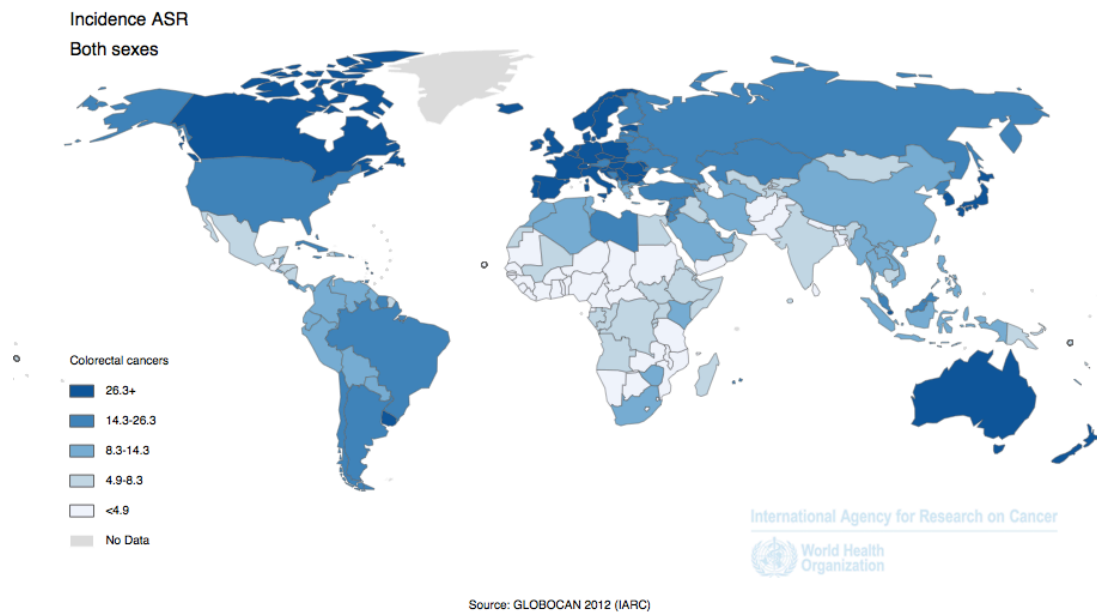 Incidence ASR
Both sexes
Colorectal cancers
26.3+
14.3-26.3
8.3-14.3
4.9-8.3
<4.9
No Data
International Agency for Research on Cancer
World Health
Organization
Source: GLOBOCAN 2012 (IARC)